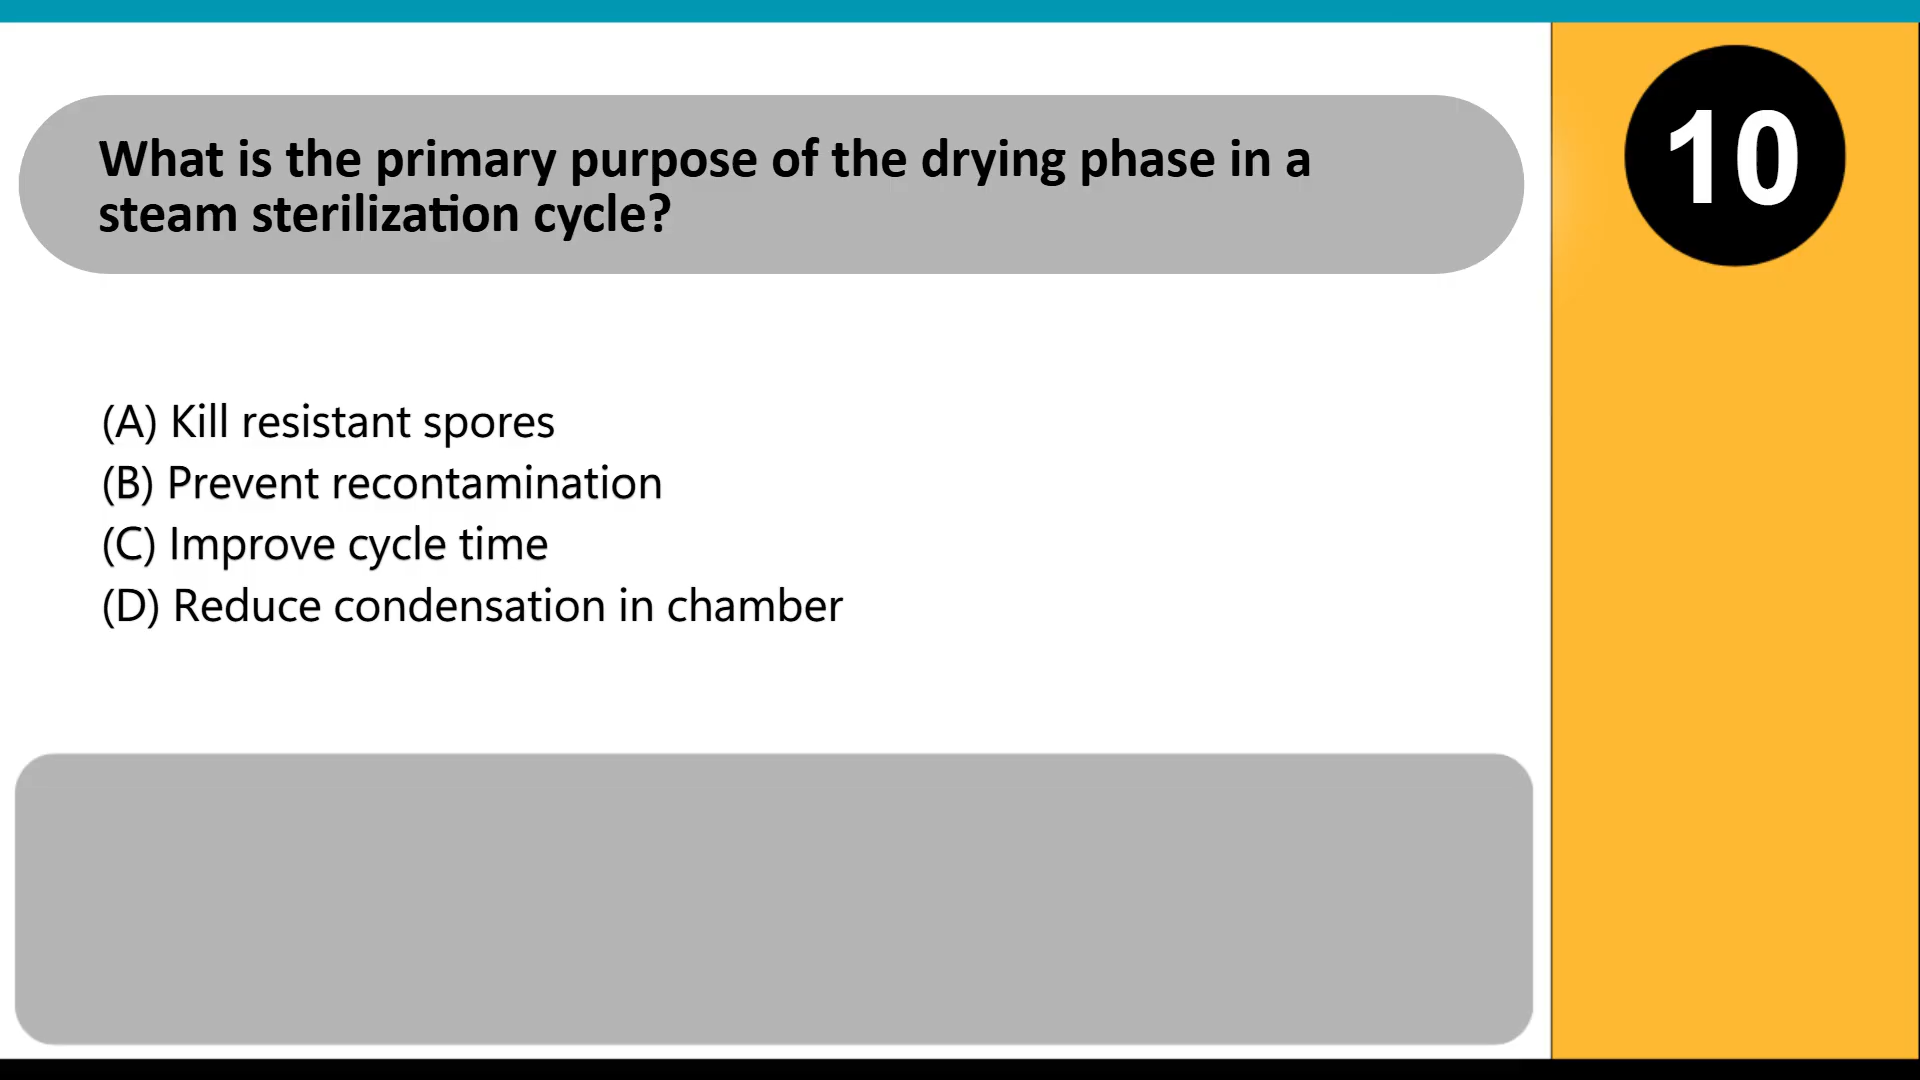 10
What is the primary purpose of the drying phase in a
steam sterilization cycle?
(A) Kill resistant spores
(B) Prevent recontamination
(C) Improve cycle time
(D) Reduce condensation in chamber